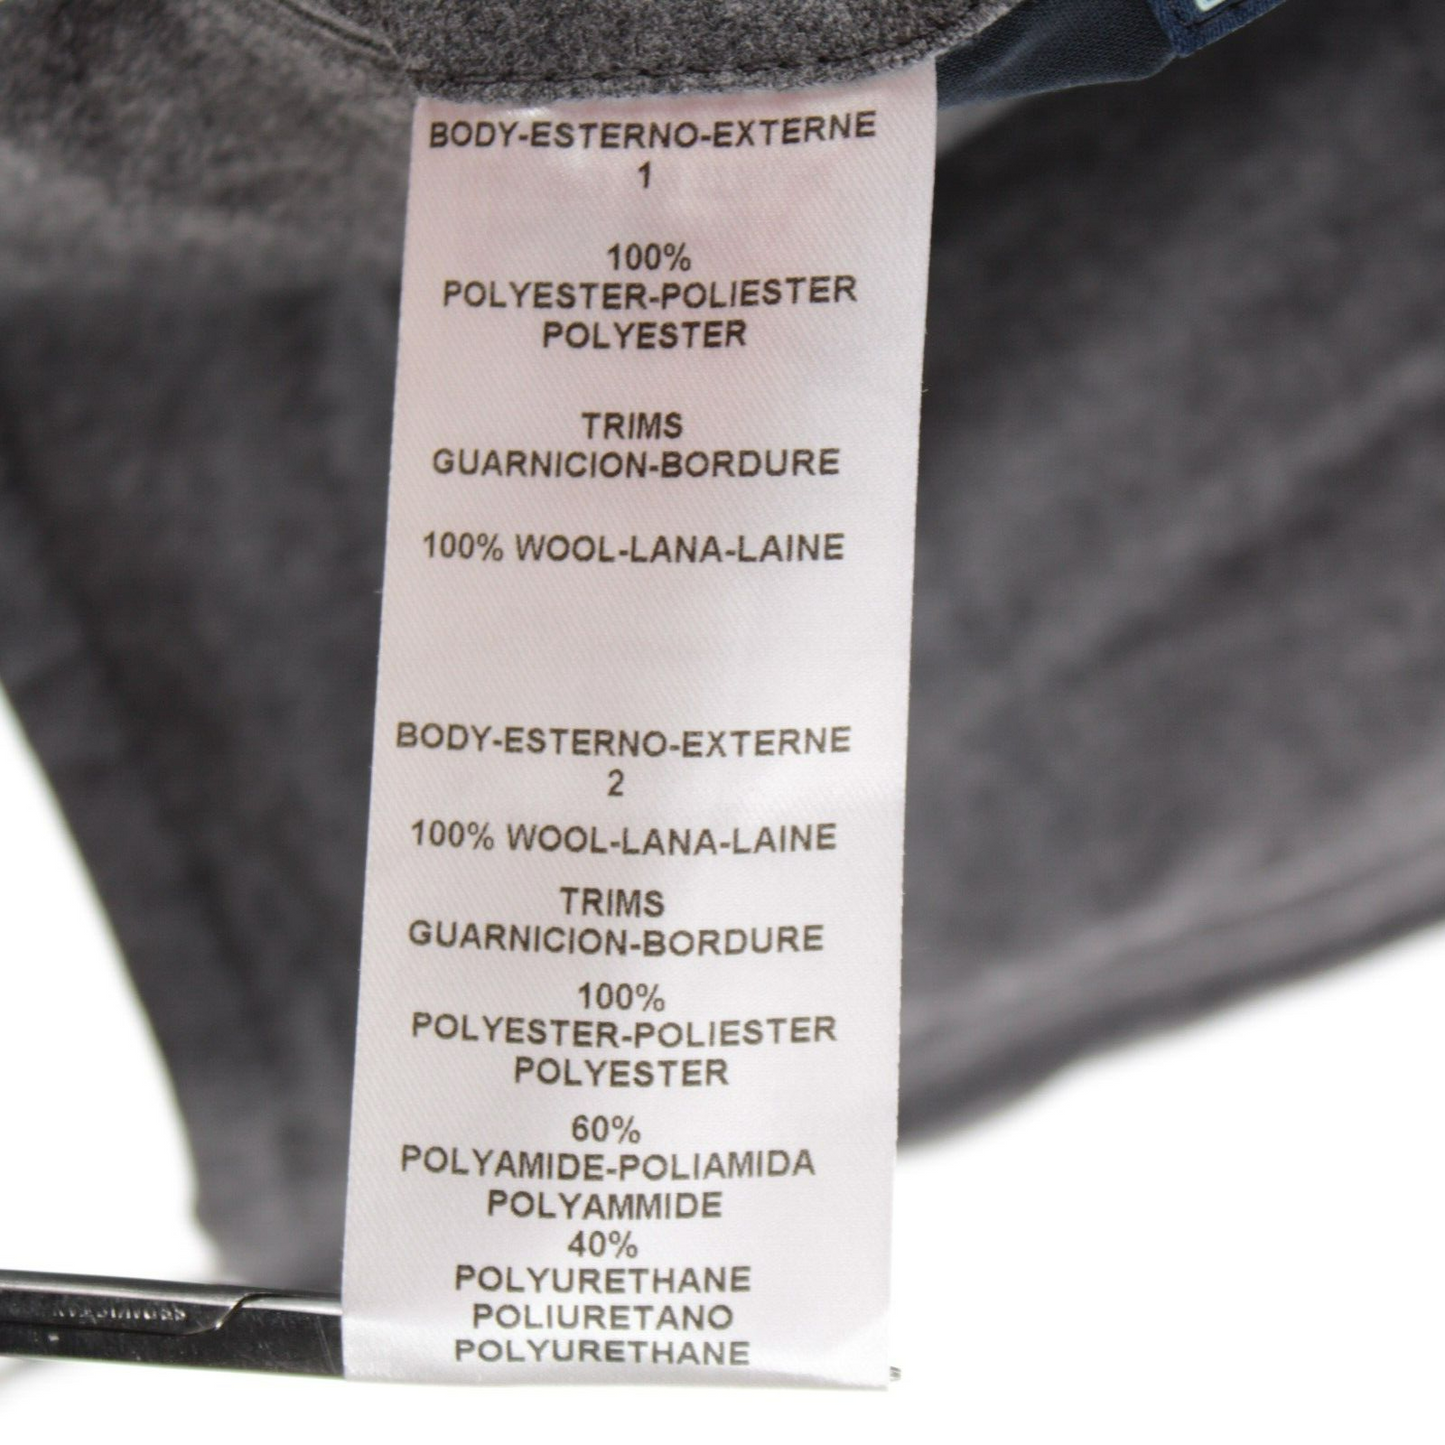 BODY-ESTERNO-EXTERNE
1
100%
POLYESTER-POLIESTER
POLYESTER
TRIMS
GUARNICION-BORDURE
100% WOOL-LANA-LAINE
BODY-ESTERNO-EXTERNE
2
100% WOOL-LANA-LAINE
TRIMS
GUARNICION-BORDURE
100%
POLYESTER-POLIESTER
POLYESTER
60%
POLYAMIDE-POLIAMIDA
POLYAMMIDE
40%
POLYURETHANE
POLIURETANO
POLYURETHANE